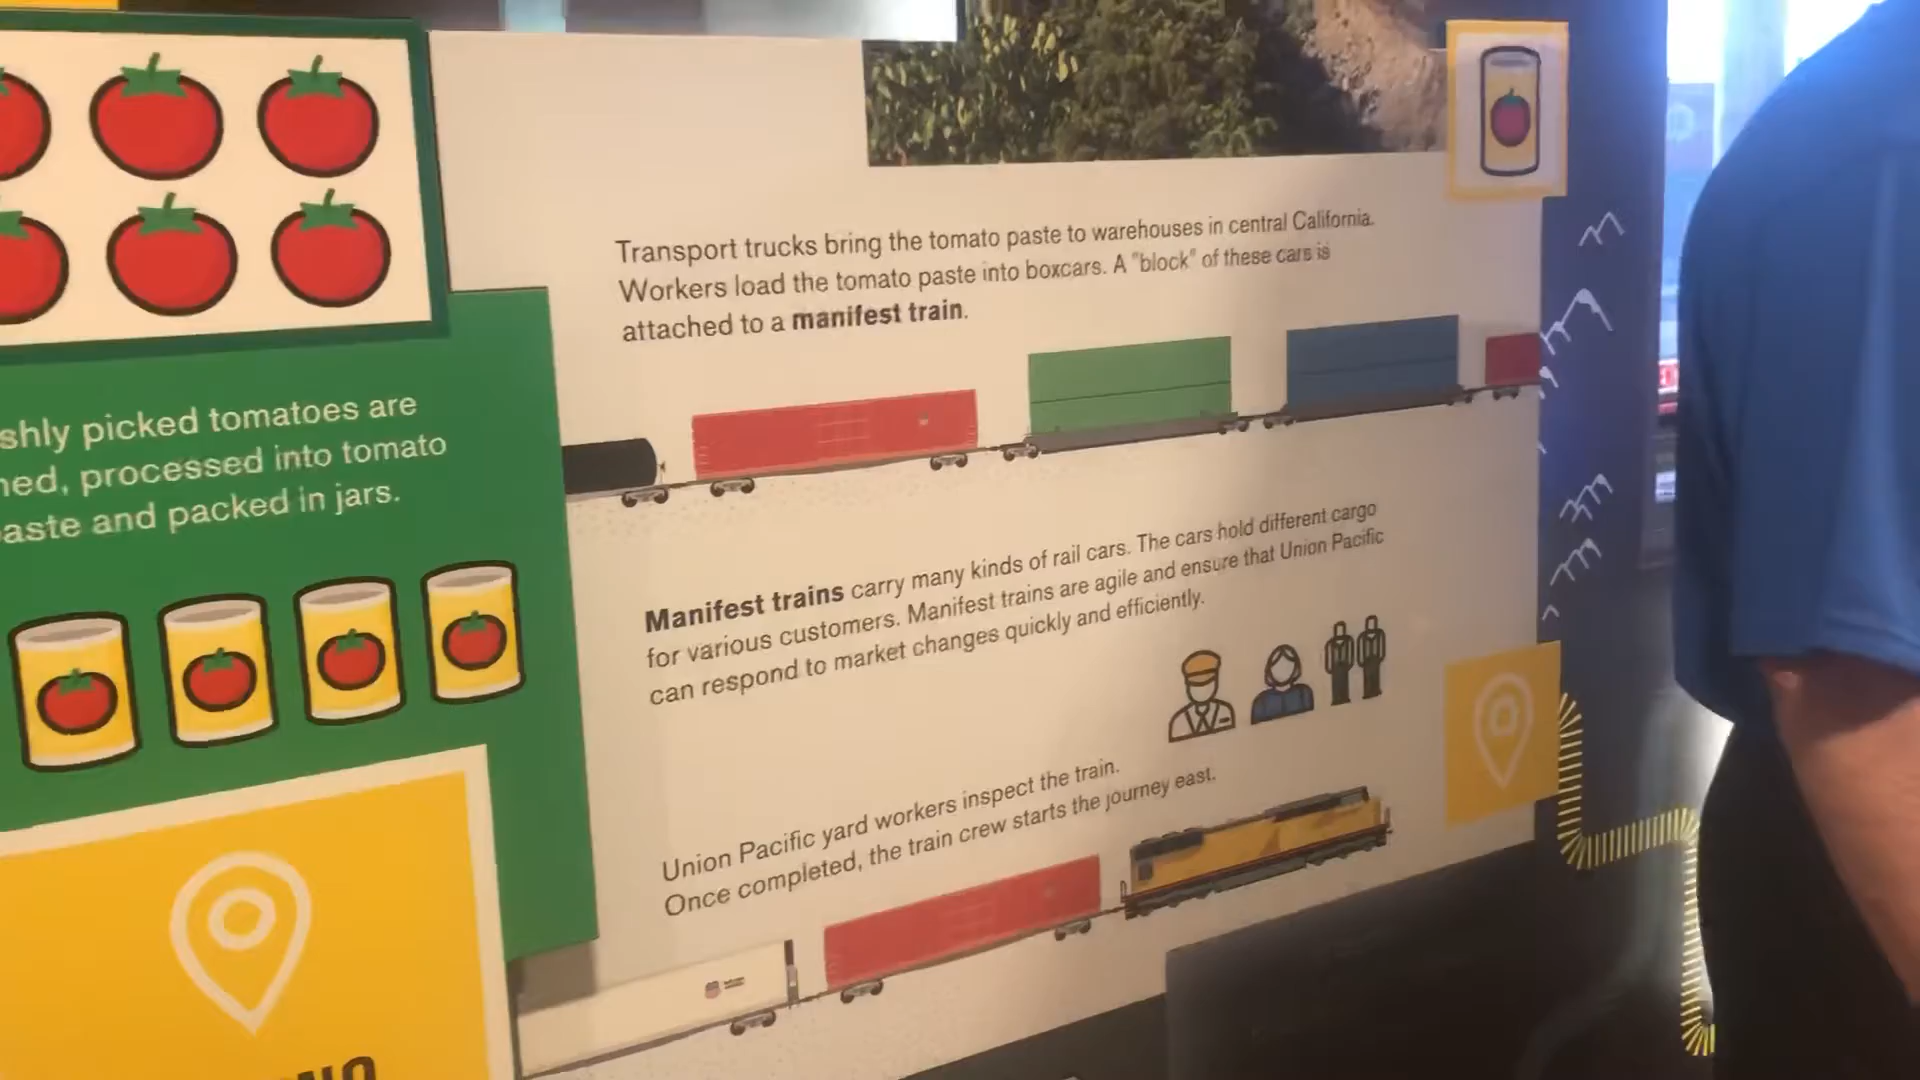 shly picked tomatoes are
ned, processed into tomato
aste and packed in jars.
Transport trucks bring the tomato paste to warehouses in central California.
Workers load the tomato paste into boxcars. A "block" of these cars is
attached to a manifest train.
Manifest trains carry many kinds of rail cars. The cars hold different cargo
for various customers. Manifest trains are agile and ensure that Union Pacific
can respond to market changes quickly and efficiently.
Union Pacific yard workers inspect the train.
Once completed, the train crew starts the journey east.